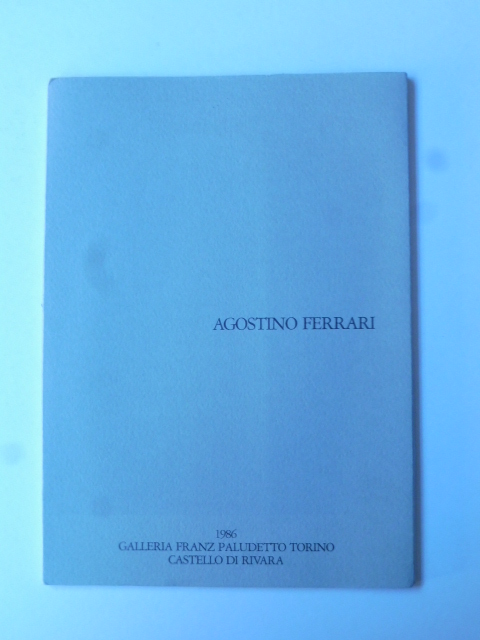 AGOSTINO FERRARI
1986
GALLERIA FRANZ PALUDETTO TORINO
CASTELLO DI RIVARA